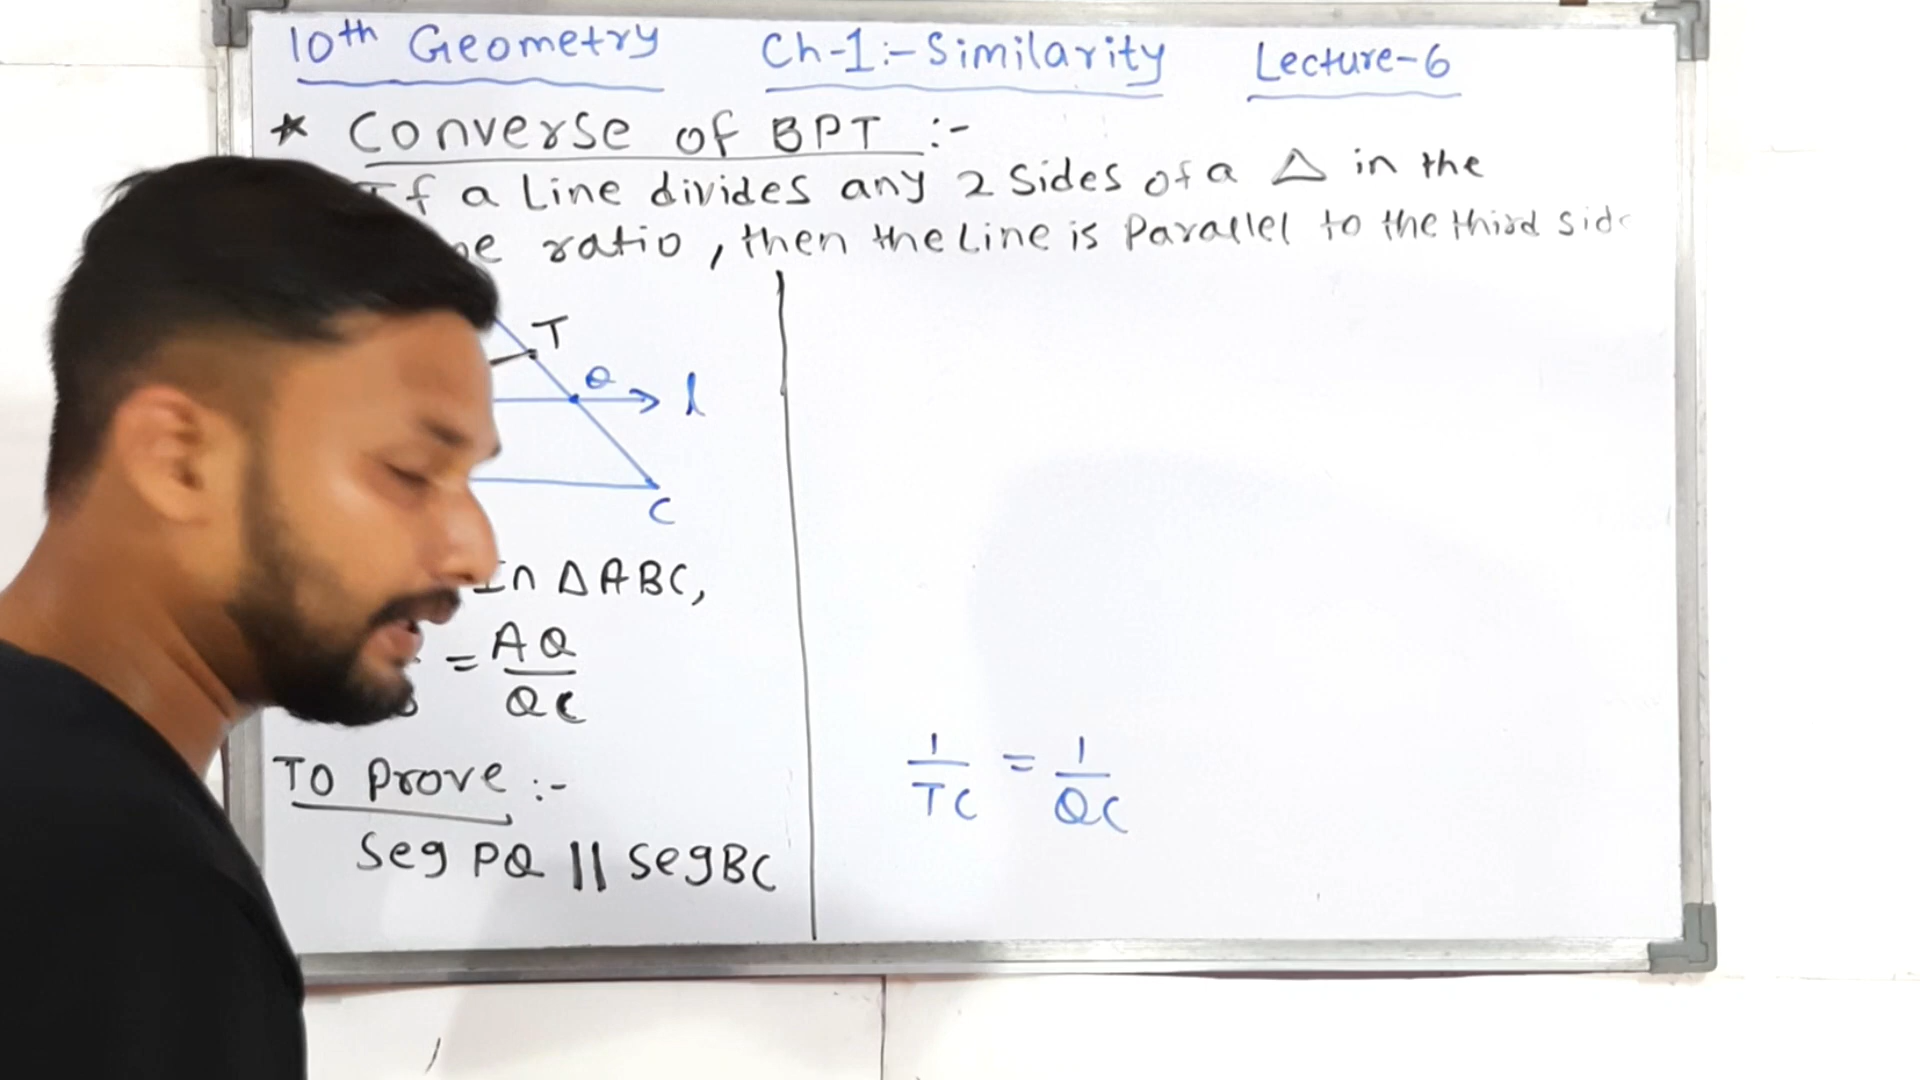 10th Geometry Ch-1:- Similarity Lecture-6
* Converse of BPT :-
If a Line divides any 2 Sides of a △ in the
ratio, then the Line is Parallel to the third side
T
Q
l
C
In △ABC,
= AQ
QC
To Prove :-
Seg PQ || Seg BC
1/TC = 1/QC